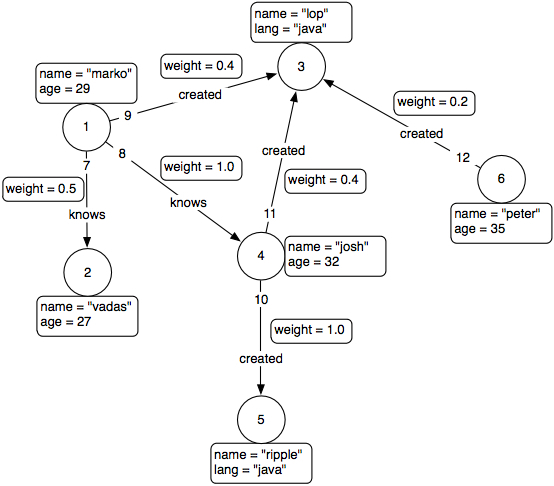 name = "lop"
lang = "java"
3
weight = 0.4
created
9
name = "marko"
age = 29
1
7
8
weight = 0.5
knows
weight = 1.0
knows
created
weight = 0.4
11
weight = 0.2
created
12
6
name = "peter"
age = 35
2
name = "vadas"
age = 27
4
name = "josh"
age = 32
10
weight = 1.0
created
5
name = "ripple"
lang = "java"